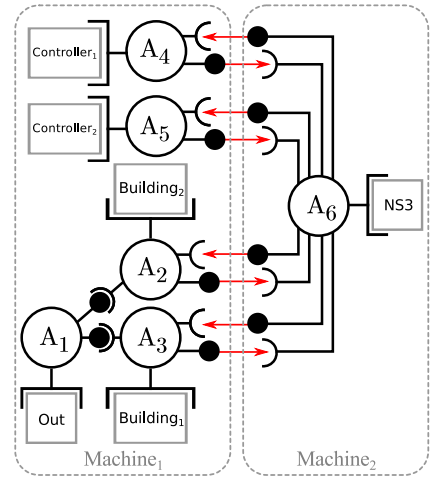 Controller₁
A₄
Controller₂
A₅
Building₂
A₆
NS3
A₂
A₁
A₃
Out
Building₁
Machine₁
Machine₂